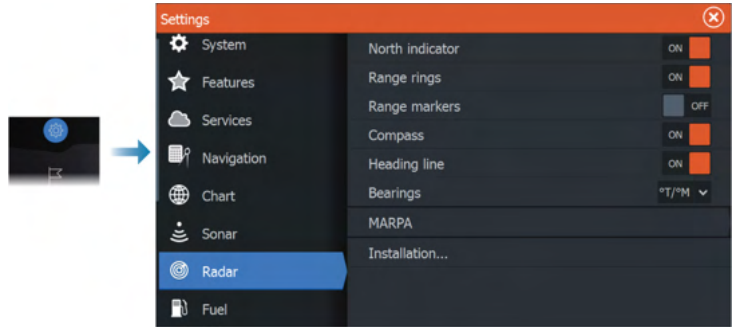 Settings
System
Features
Services
Navigation
Chart
Sonar
Radar
Fuel
North indicator ON
Range rings ON
Range markers OFF
Compass ON
Heading line ON
Bearings °T/°M
MARPA
Installation...